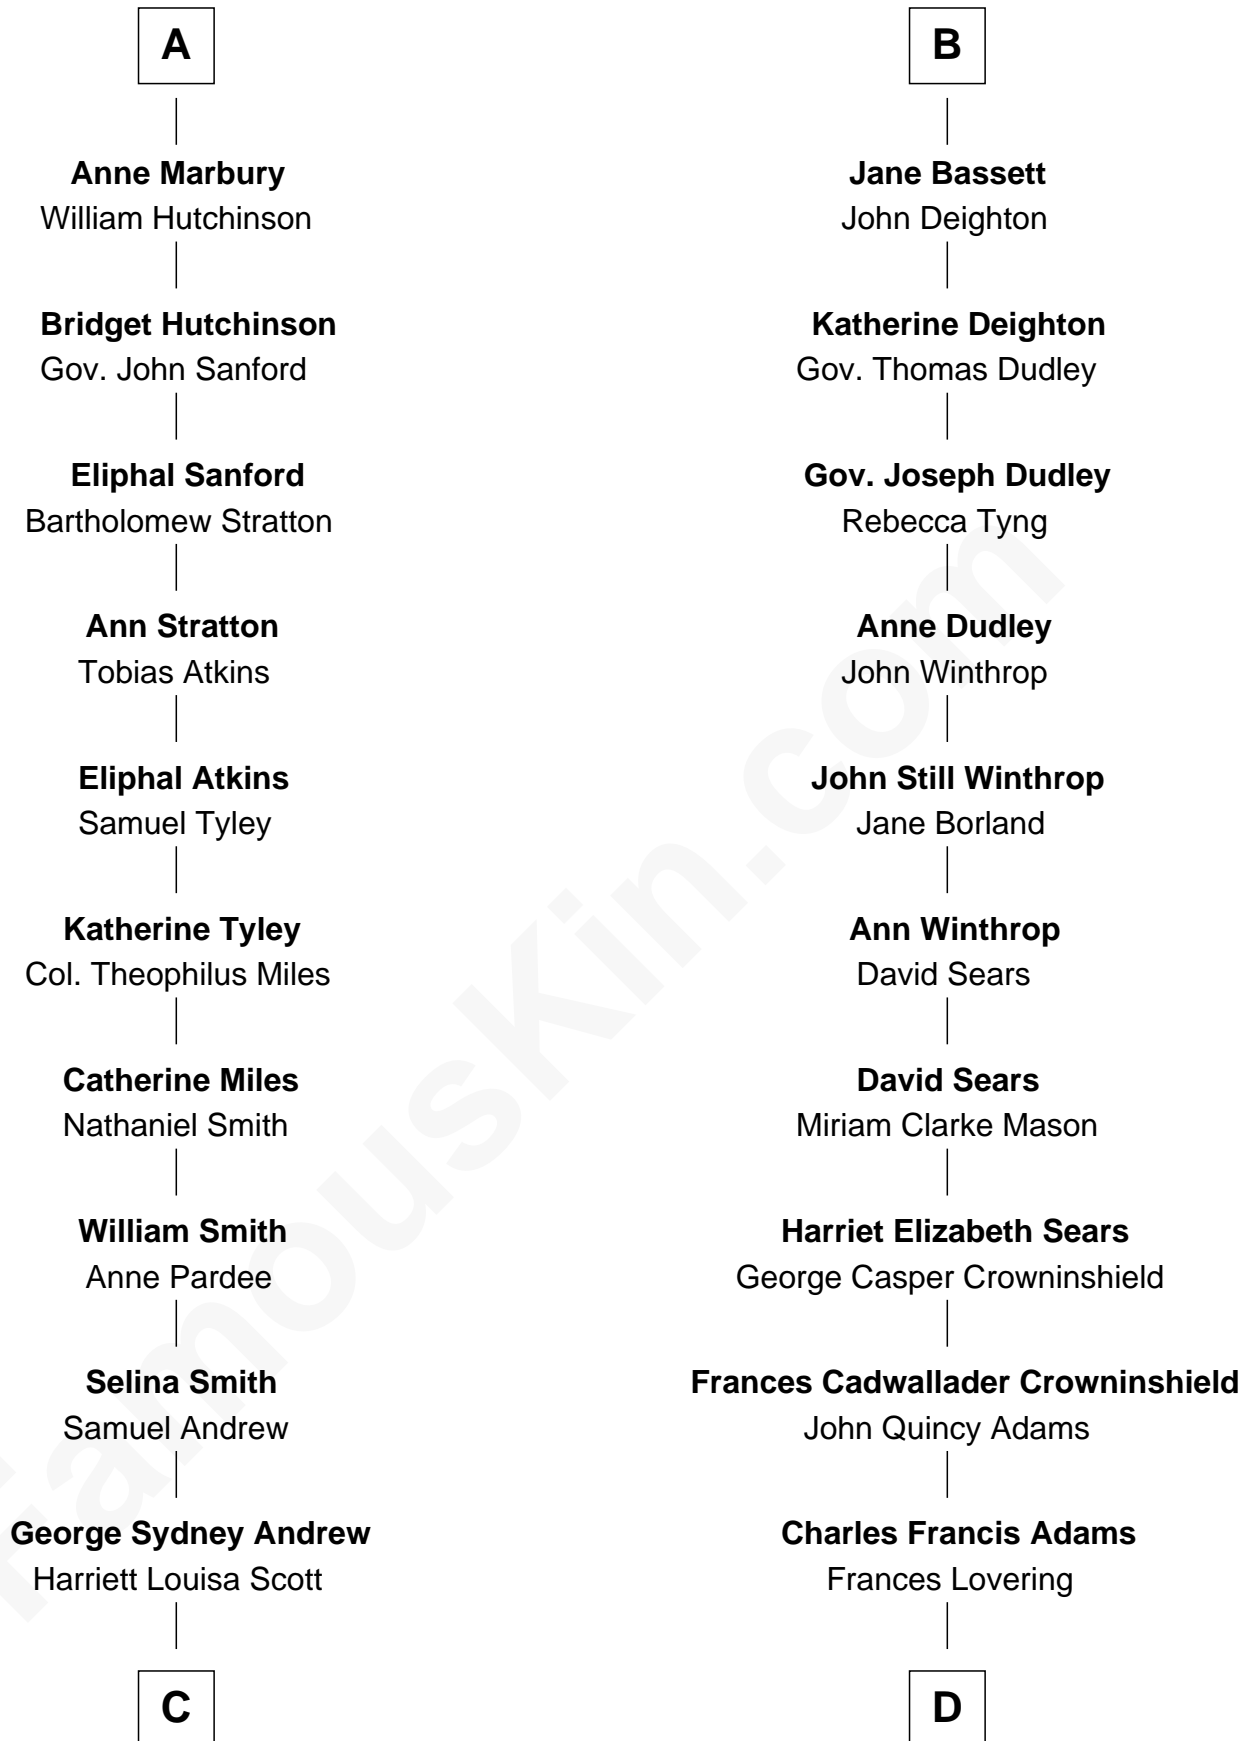 A
Anne Marbury
William Hutchinson
Bridget Hutchinson
Gov. John Sanford
Eliphal Sanford
Bartholomew Stratton
Ann Stratton
Tobias Atkins
Eliphal Atkins
Samuel Tyley
Katherine Tyley
Col. Theophilus Miles
Catherine Miles
Nathaniel Smith
William Smith
Anne Pardee
Selina Smith
Samuel Andrew
George Sydney Andrew
Harriett Louisa Scott
C
B
Jane Bassett
John Deighton
Katherine Deighton
Gov. Thomas Dudley
Gov. Joseph Dudley
Rebecca Tyng
Anne Dudley
John Winthrop
John Still Winthrop
Jane Borland
Ann Winthrop
David Sears
David Sears
Miriam Clarke Mason
Harriet Elizabeth Sears
George Casper Crowninshield
Frances Cadwallader Crowninshield
John Quincy Adams
Charles Francis Adams
Frances Lovering
D
FamousKin.com